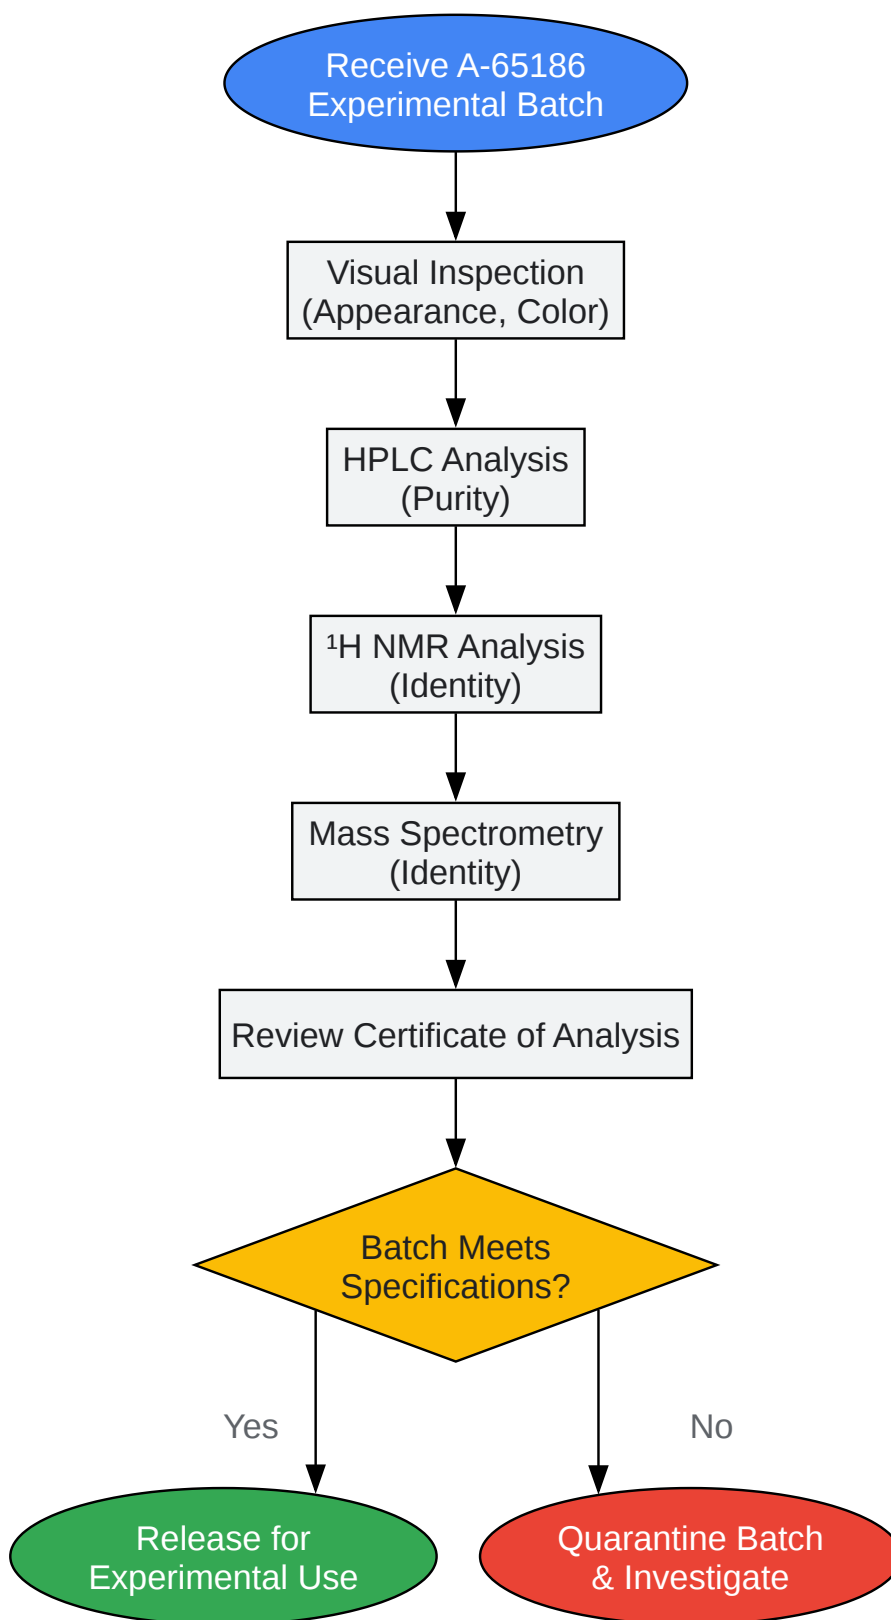 Receive A-65186
Experimental Batch
Visual Inspection
(Appearance, Color)
HPLC Analysis
(Purity)
¹H NMR Analysis
(Identity)
Mass Spectrometry
(Identity)
Review Certificate of Analysis
Batch Meets
Specifications?
Yes
No
Release for
Experimental Use
Quarantine Batch
& Investigate